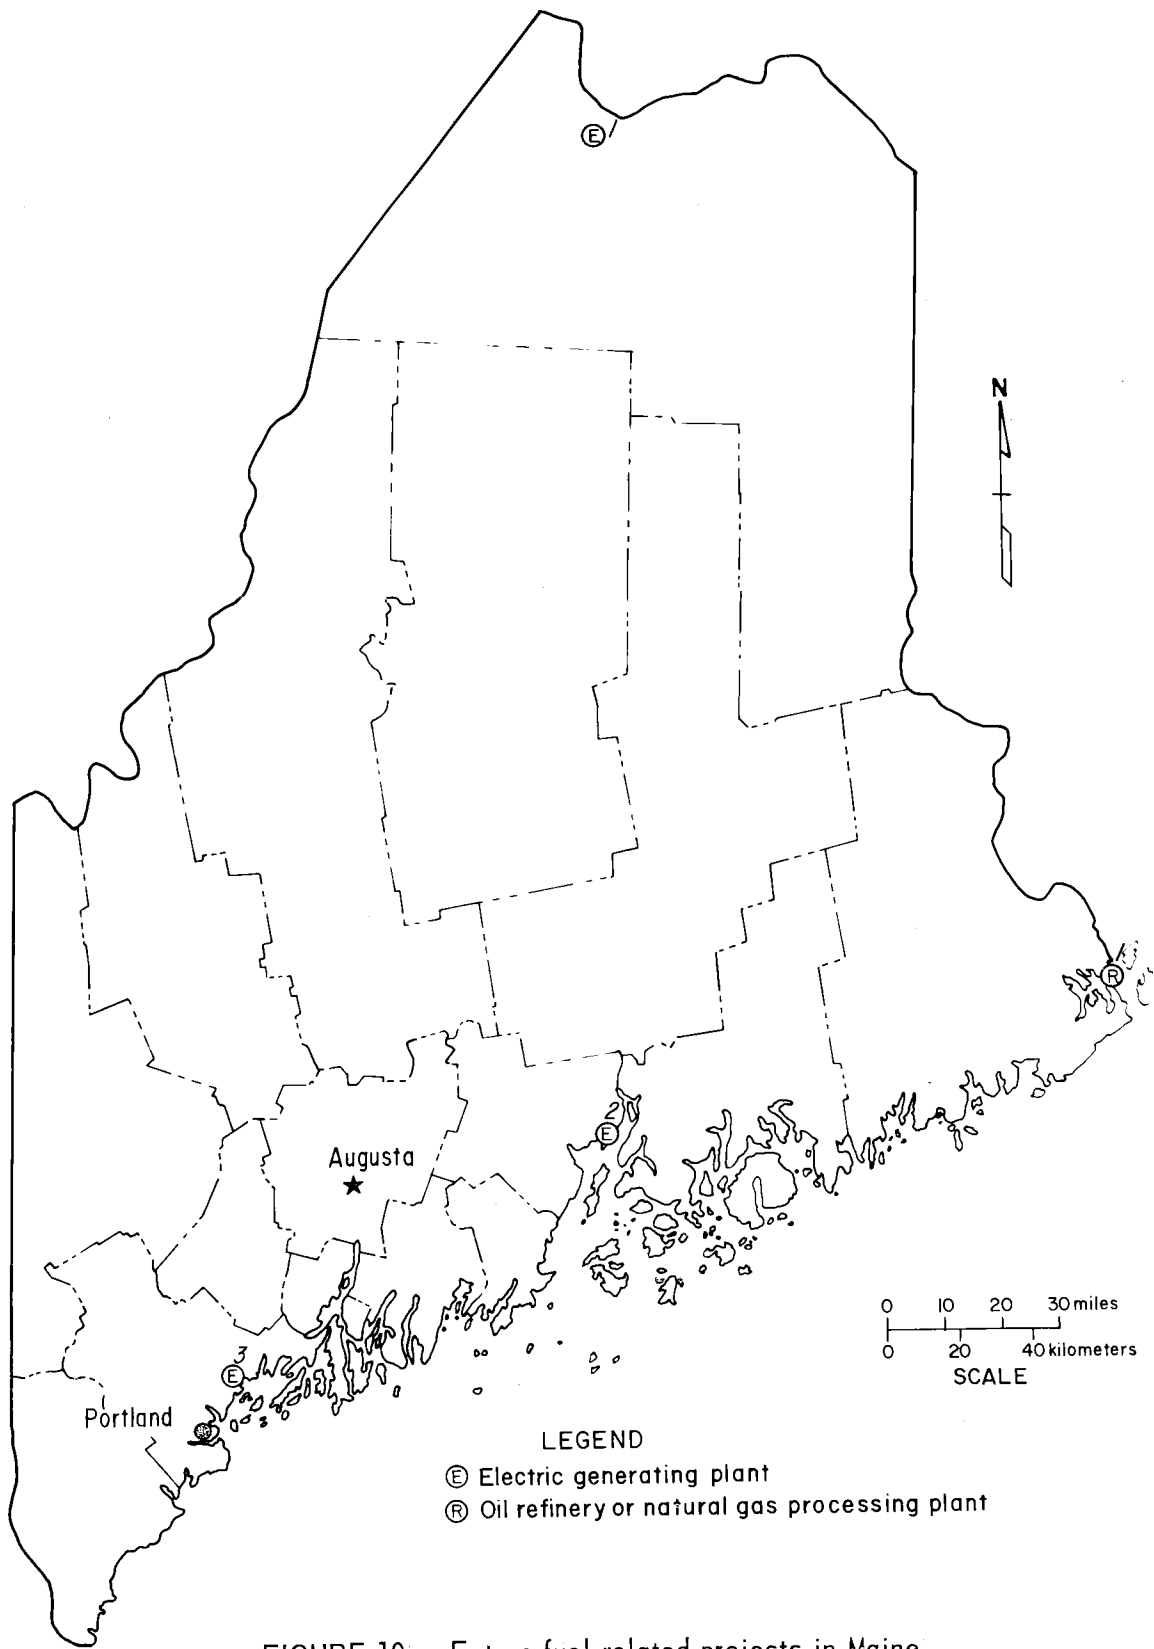 E
N
R
2
E
Augusta
0 10 20 30 miles
0 20 40 kilometers
SCALE
3
E
Portland
LEGEND
E Electric generating plant
R Oil refinery or natural gas processing plant
FIGURE 10. Future fuel related projects in Maine